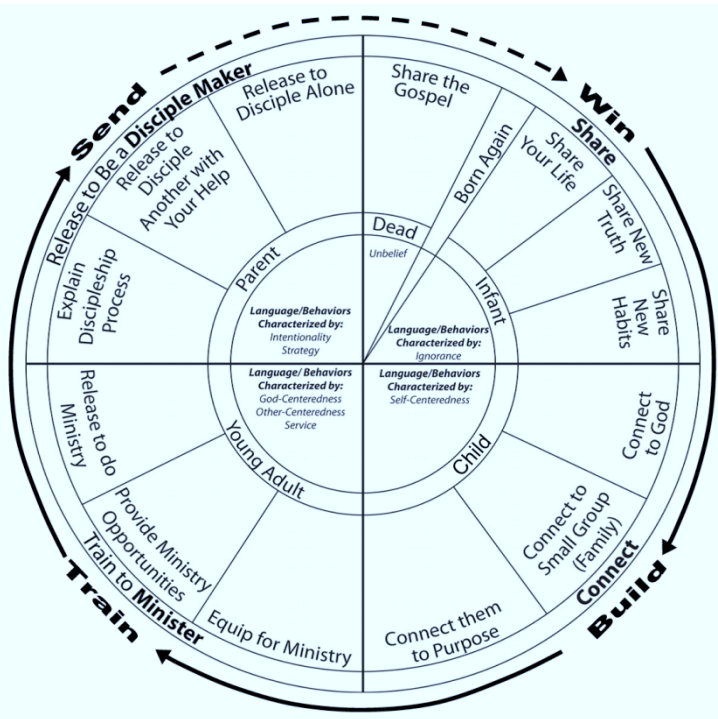 Send
Win
Build
Train
Share
Share the
Gospel
Born Again
Share
Your Life
Share New
Truth
Share
New
Habits
Dead
Unbelief
Infant
Language/Behaviors
Characterized by:
Ignorance
Connect
Connect
to God
Connect to
Small Group
(Family)
Connect them
to Purpose
Child
Language/Behaviors
Characterized by:
Self-Centeredness
Train to Minister
Equip for Ministry
Provide Ministry
Opportunities
Release to do
Ministry
Young Adult
Language/ Behaviors
Characterized by:
God-Centeredness
Other-Centeredness
Service
Release to Be a Disciple Maker
Explain
Discipleship
Process
Release to
Disciple
Another with
Your Help
Release to
Disciple Alone
Parent
Language/Behaviors
Characterized by:
Intentionality
Strategy